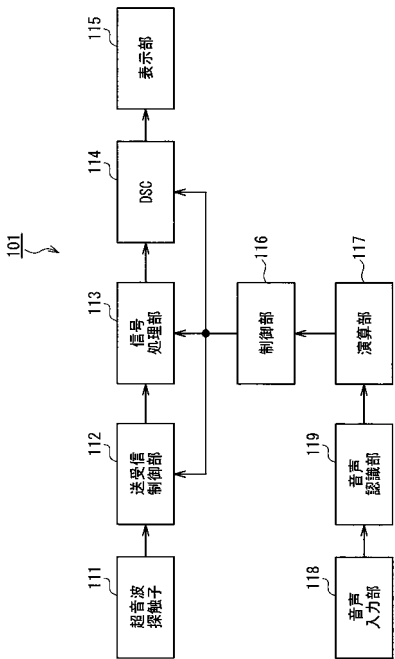 101
111
超音波
探触子
112
送受信
制御部
113
信号
処理部
114
DSC
115
表示部
116
制御部
117
演算部
118
音声
入力部
119
音声
認識部